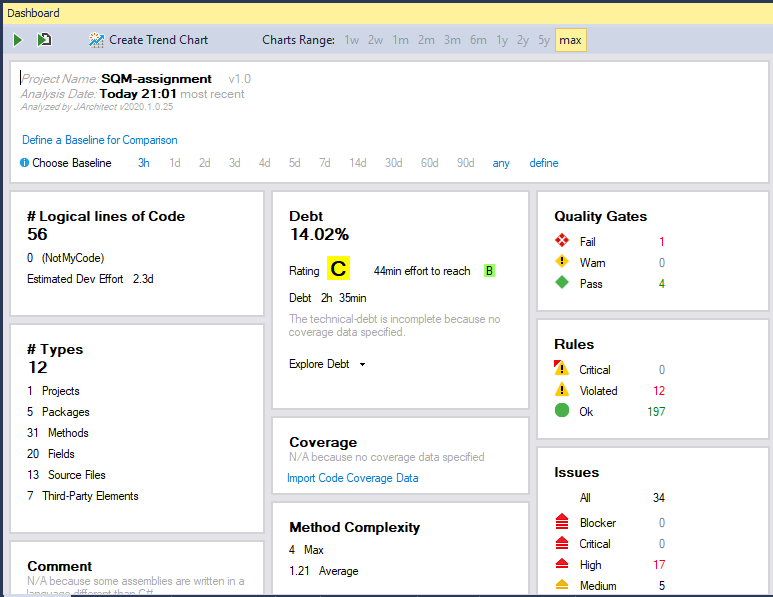 Dashboard
Create Trend Chart Charts Range: 1w 2w 1m 2m 3m 6m 1y 2y 5y max
Project Name: SQM-assignment v1.0
Analysis Date: Today 21:01 most recent
Analyzed by JArchitect v2020.1.0.25
Define a Baseline for Comparison
Choose Baseline 3h 1d 2d 3d 4d 5d 7d 14d 30d 60d 90d any define
# Logical lines of Code
56
0 (NotMyCode)
Estimated Dev Effort 2.3d
# Types
12
1 Projects
5 Packages
31 Methods
20 Fields
13 Source Files
7 Third-Party Elements
Comment
N/A because some assemblies are written in a
language different than C#
Debt
14.02%
Rating C 44min effort to reach B
Debt 2h 35min
The technical-debt is incomplete because no
coverage data specified.
Explore Debt
Coverage
N/A because no coverage data specified
Import Code Coverage Data
Method Complexity
4 Max
1.21 Average
Quality Gates
Fail 1
Warn 0
Pass 4
Rules
Critical 0
Violated 12
Ok 197
Issues
All 34
Blocker 0
Critical 0
High 17
Medium 5